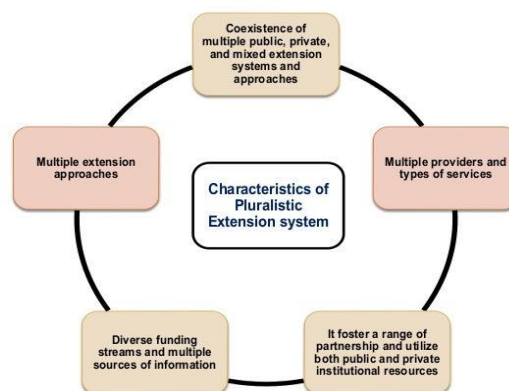 Coexistence of
multiple public, private,
and mixed extension
systems and
approaches
Multiple extension
approaches
Multiple providers and
types of services
Characteristics of
Pluralistic
Extension system
Diverse funding
streams and multiple
sources of information
It foster a range of
partnership and utilize
both public and private
institutional resources